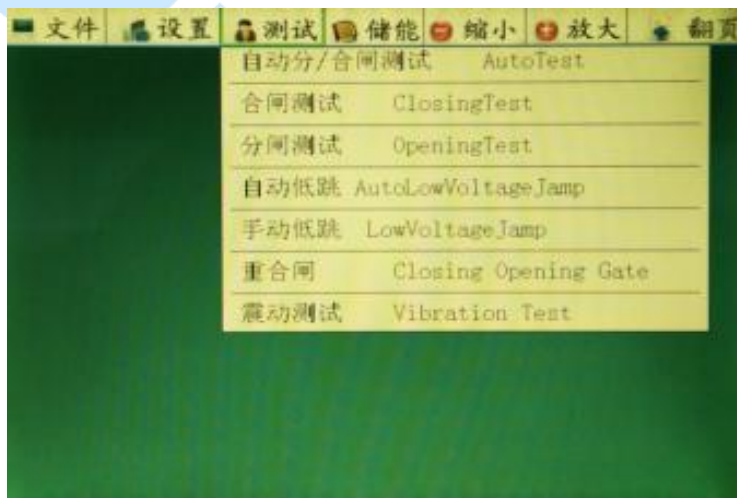 文件 设置 测试 储能 缩小 放大 翻页
自动分/合闸测试 AutoTest
合闸测试 ClosingTest
分闸测试 OpeningTest
自动低跳 AutoLowVoltageJamp
手动低跳 LowVoltageJamp
重合闸 Closing Opening Gate
震动测试 Vibration Test